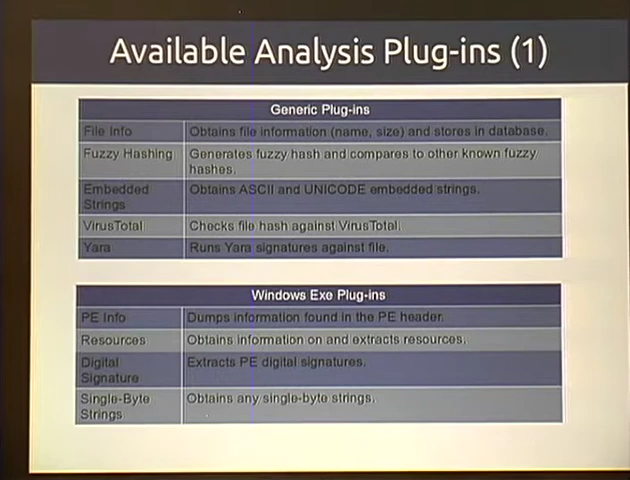 Available Analysis Plug-ins (1)
Generic Plug-ins
File Info Obtains file information (name, size) and stores in database.
Fuzzy Hashing Generates fuzzy hash and compares to other known fuzzy
hashes.
Embedded Obtains ASCII and UNICODE embedded strings.
Strings
VirusTotal Checks file hash against VirusTotal.
Yara Runs Yara signatures against file.
Windows Exe Plug-ins
PE Info Dumps information found in the PE header.
Resources Obtains information on and extracts resources.
Digital Extracts PE digital signatures.
Signature
Single-Byte Obtains any single-byte strings.
Strings